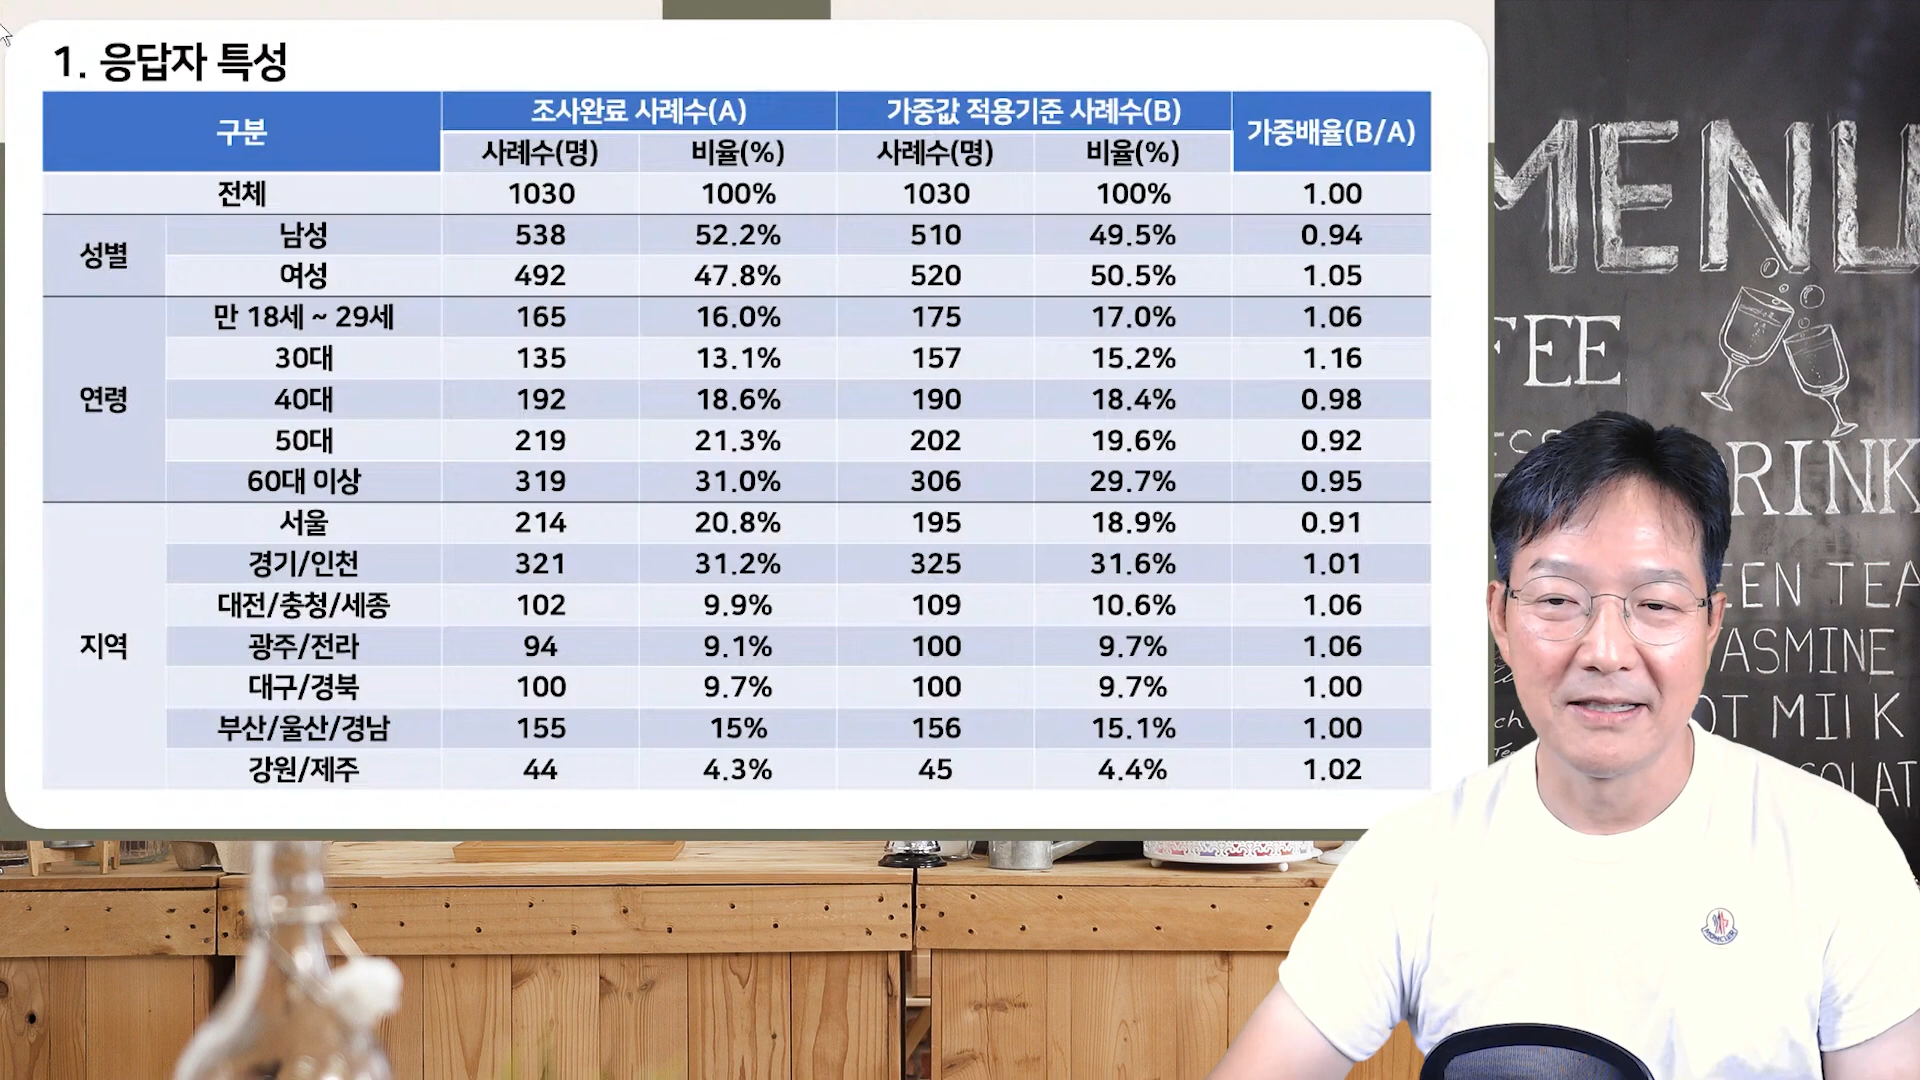 1. 응답자 특성
구분 조사완료 사례수(A) 가중값 적용기준 사례수(B) 가중배율(B/A)
사례수(명) 비율(%) 사례수(명) 비율(%)
전체 1030 100% 1030 100% 1.00
성별
남성 538 52.2% 510 49.5% 0.94
여성 492 47.8% 520 50.5% 1.05
연령
만 18세 ~ 29세 165 16.0% 175 17.0% 1.06
30대 135 13.1% 157 15.2% 1.16
40대 192 18.6% 190 18.4% 0.98
50대 219 21.3% 202 19.6% 0.92
60대 이상 319 31.0% 306 29.7% 0.95
지역
서울 214 20.8% 195 18.9% 0.91
경기/인천 321 31.2% 325 31.6% 1.01
대전/충청/세종 102 9.9% 109 10.6% 1.06
광주/전라 94 9.1% 100 9.7% 1.06
대구/경북 100 9.7% 100 9.7% 1.00
부산/울산/경남 155 15% 156 15.1% 1.00
강원/제주 44 4.3% 45 4.4% 1.02
MENU
FEE
DRINK
EEN TEA
JASMINE
OT MILK
OLAT
MONCLER